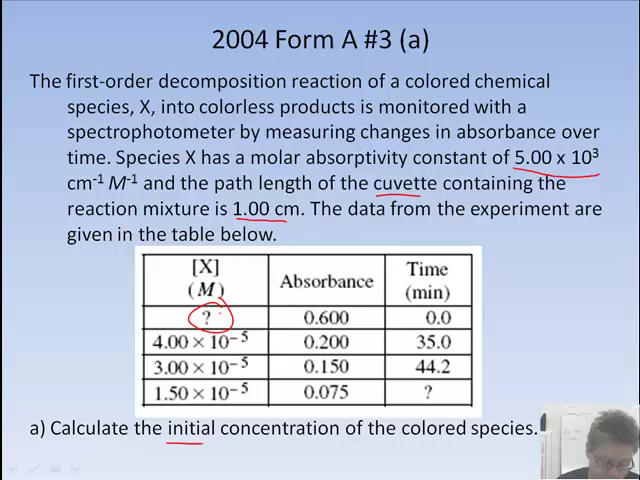 2004 Form A #3 (a)
The first-order decomposition reaction of a colored chemical
species, X, into colorless products is monitored with a
spectrophotometer by measuring changes in absorbance over
time. Species X has a molar absorptivity constant of 5.00 x 10³
cm⁻¹ M⁻¹ and the path length of the cuvette containing the
reaction mixture is 1.00 cm. The data from the experiment are
given in the table below.
[X] (M) Absorbance Time (min)
? 0.600 0.0
4.00 × 10⁻⁵ 0.200 35.0
3.00 × 10⁻⁵ 0.150 44.2
1.50 × 10⁻⁵ 0.075 ?
a) Calculate the initial concentration of the colored species.